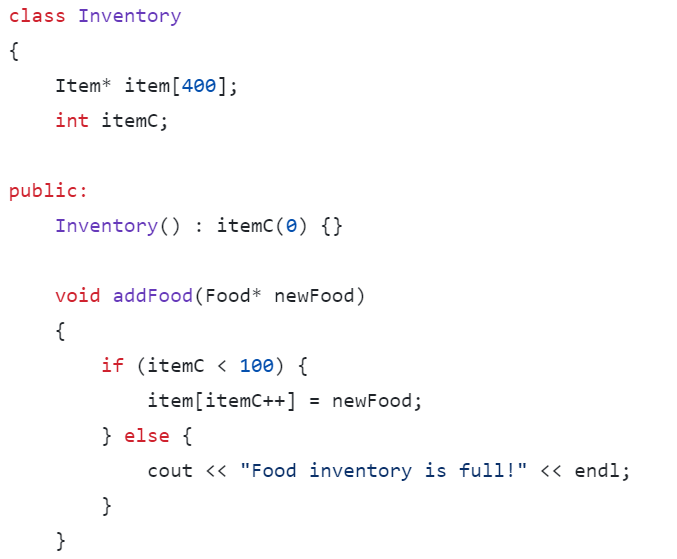 class Inventory
{
    Item* item[400];
    int itemC;

public:
    Inventory() : itemC(0) {}

    void addFood(Food* newFood)
    {
        if (itemC < 100) {
            item[itemC++] = newFood;
        } else {
            cout << "Food inventory is full!" << endl;
        }
    }